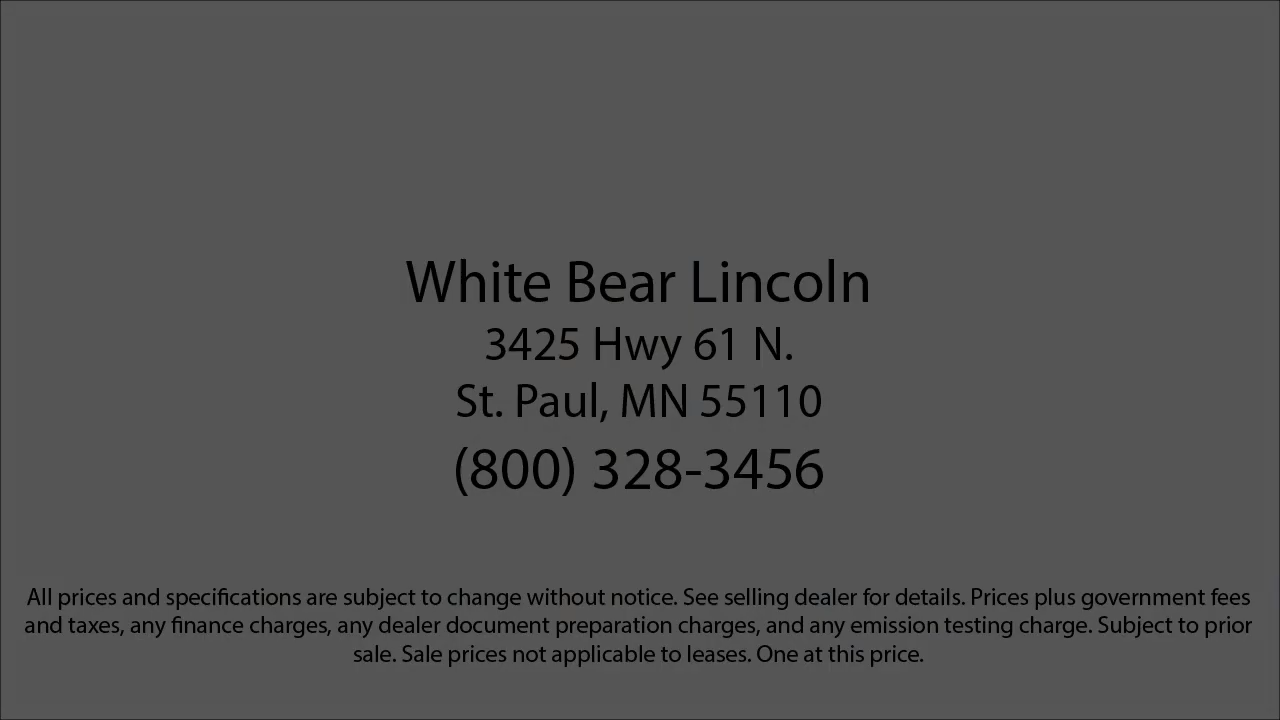 White Bear Lincoln
3425 Hwy 61 N.
St. Paul, MN 55110
(800) 328-3456
All prices and specifications are subject to change without notice. See selling dealer for details. Prices plus government fees
and taxes, any finance charges, any dealer document preparation charges, and any emission testing charge. Subject to prior
sale. Sale prices not applicable to leases. One at this price.